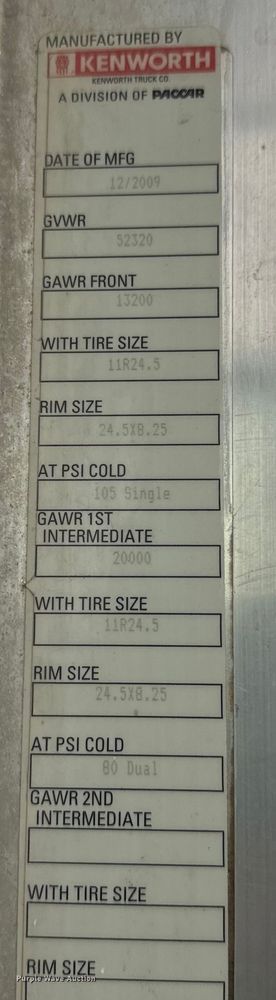 MANUFACTURED BY
KENWORTH
KENWORTH TRUCK CO.
A DIVISION OF PACCAR
DATE OF MFG
12/2009
GVWR
52320
GAWR FRONT
13200
WITH TIRE SIZE
11R24.5
RIM SIZE
24.5X8.25
AT PSI COLD
105 Single
GAWR 1ST
INTERMEDIATE
20000
WITH TIRE SIZE
11R24.5
RIM SIZE
24.5X8.25
*
AT PSI COLD
80 Dual
GAWR 2ND
INTERMEDIATE
WITH TIRE SIZE
RIM SIZE
Purple Wave Auction